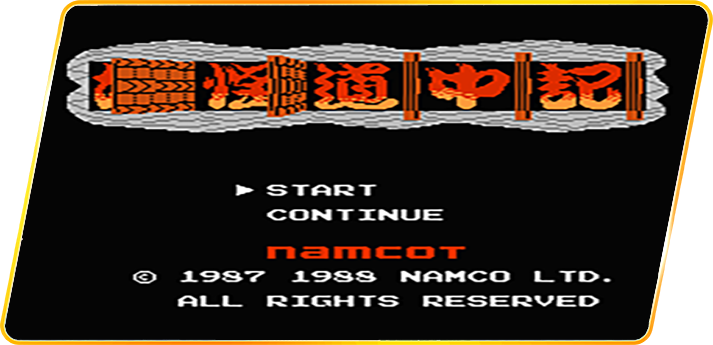 怪道中記
START
CONTINUE
namcot
© 1987 1988 NAMCO LTD.
ALL RIGHTS RESERVED